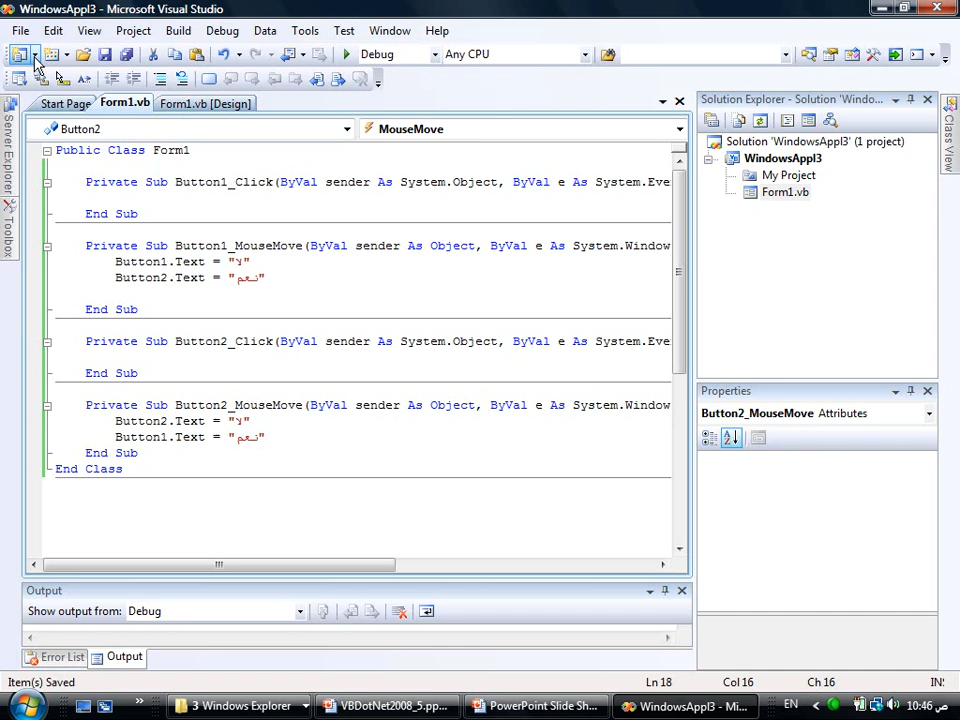 WindowsAppl3 - Microsoft Visual Studio
File Edit View Project Build Debug Data Tools Test Window Help
Debug Any CPU
Start Page Form1.vb Form1.vb [Design]
Button2 MouseMove
Public Class Form1
Private Sub Button1_Click(ByVal sender As System.Object, ByVal e As System.Eve
End Sub
Private Sub Button1_MouseMove(ByVal sender As Object, ByVal e As System.Window
Button1.Text = "لا"
Button2.Text = "نعم"
End Sub
Private Sub Button2_Click(ByVal sender As System.Object, ByVal e As System.Eve
End Sub
Private Sub Button2_MouseMove(ByVal sender As Object, ByVal e As System.Window
Button2.Text = "لا"
Button1.Text = "نعم"
End Sub
End Class
Server Explorer
Toolbox
Output
Show output from: Debug
Error List Output
Solution Explorer - Solution 'Windo...
Solution 'WindowsAppl3' (1 project)
WindowsAppl3
My Project
Form1.vb
Class View
Properties
Button2_MouseMove Attributes
Item(s) Saved Ln 18 Col 16 Ch 16 INS
3 Windows Explorer VBDotNet2008_5.pp... PowerPoint Slide Sh... WindowsAppl3 - Mi... EN 10:46 ص